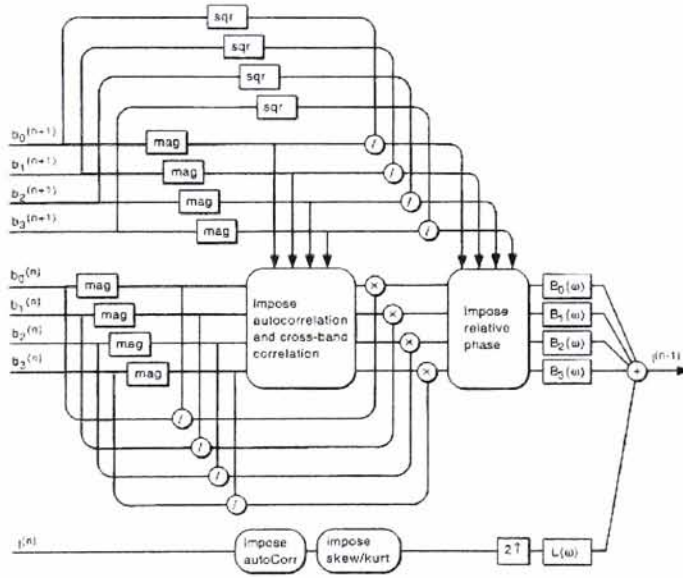 sqr
sqr
sqr
sqr
b₀⁽ⁿ⁺¹⁾
mag
/
b₁⁽ⁿ⁺¹⁾
mag
/
b₂⁽ⁿ⁺¹⁾
mag
/
b₃⁽ⁿ⁺¹⁾
mag
/
b₀⁽ⁿ⁾
mag
b₁⁽ⁿ⁾
mag
b₂⁽ⁿ⁾
mag
b₃⁽ⁿ⁾
mag
Impose
autocorrelation
and cross-band
correlation
×
×
×
×
Impose
relative
phase
B₀(ω)
B₁(ω)
B₂(ω)
B₃(ω)
+
l⁽ⁿ⁻¹⁾
/
/
/
/
l⁽ⁿ⁾
impose
autoCorr
impose
skew/kurt
2↑
L(ω)